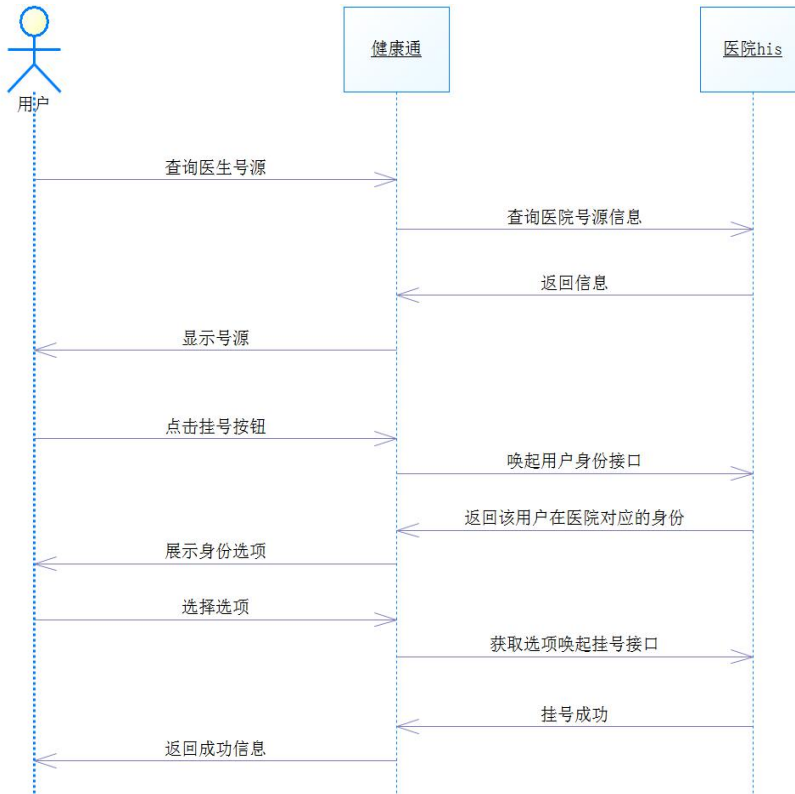 健康通
医院his
用户
查询医生号源
查询医院号源信息
返回信息
显示号源
点击挂号按钮
唤起用户身份接口
返回该用户在医院对应的身份
展示身份选项
选择选项
获取选项唤起挂号接口
挂号成功
返回成功信息